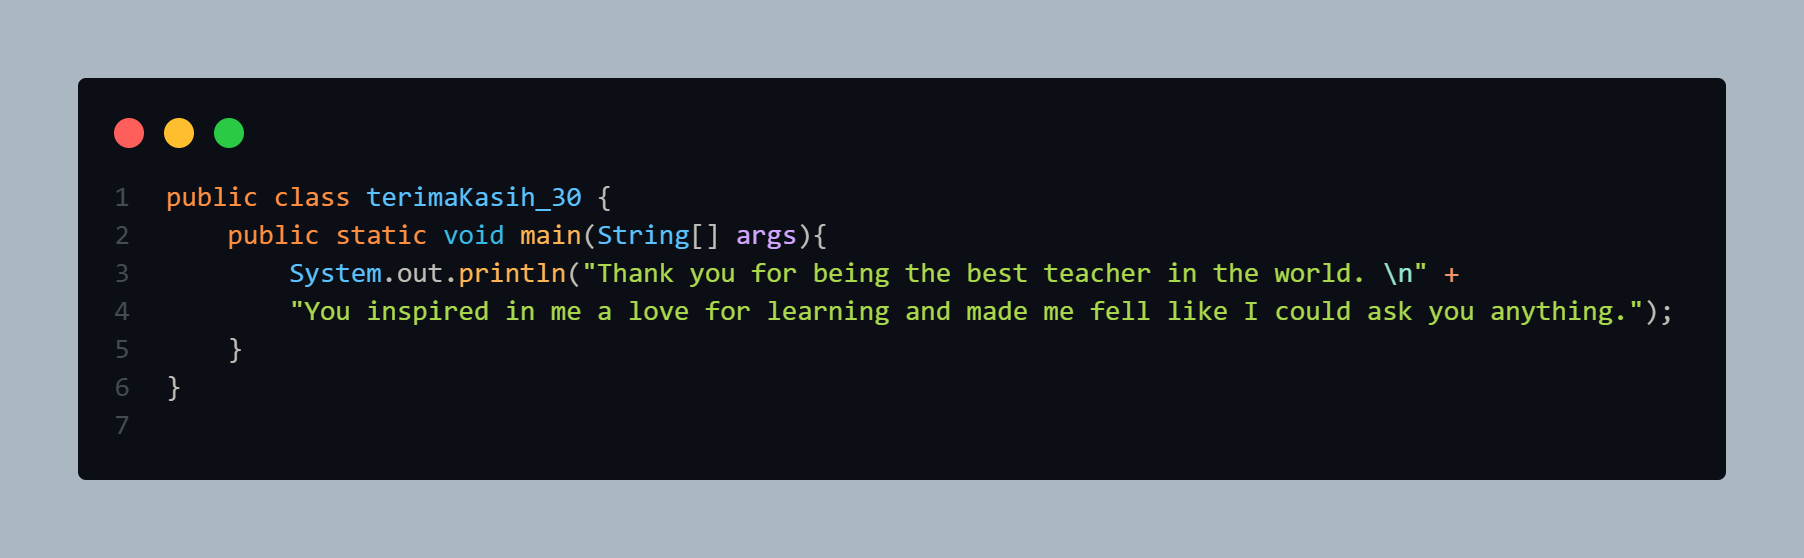 1 public class terimaKasih_30 {
2     public static void main(String[] args){
3         System.out.println("Thank you for being the best teacher in the world. \n" +
4         "You inspired in me a love for learning and made me fell like I could ask you anything.");
5     }
6 }
7